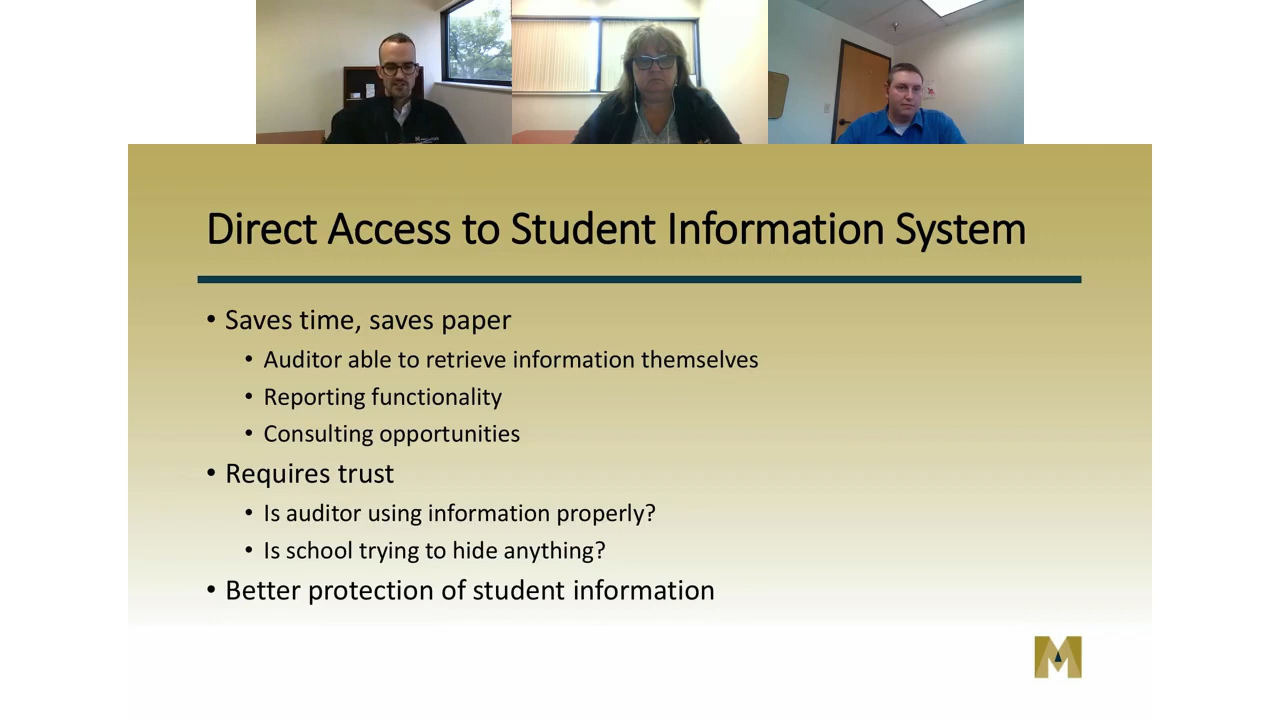 Direct Access to Student Information System
• Saves time, saves paper
• Auditor able to retrieve information themselves
• Reporting functionality
• Consulting opportunities
• Requires trust
• Is auditor using information properly?
• Is school trying to hide anything?
• Better protection of student information
M